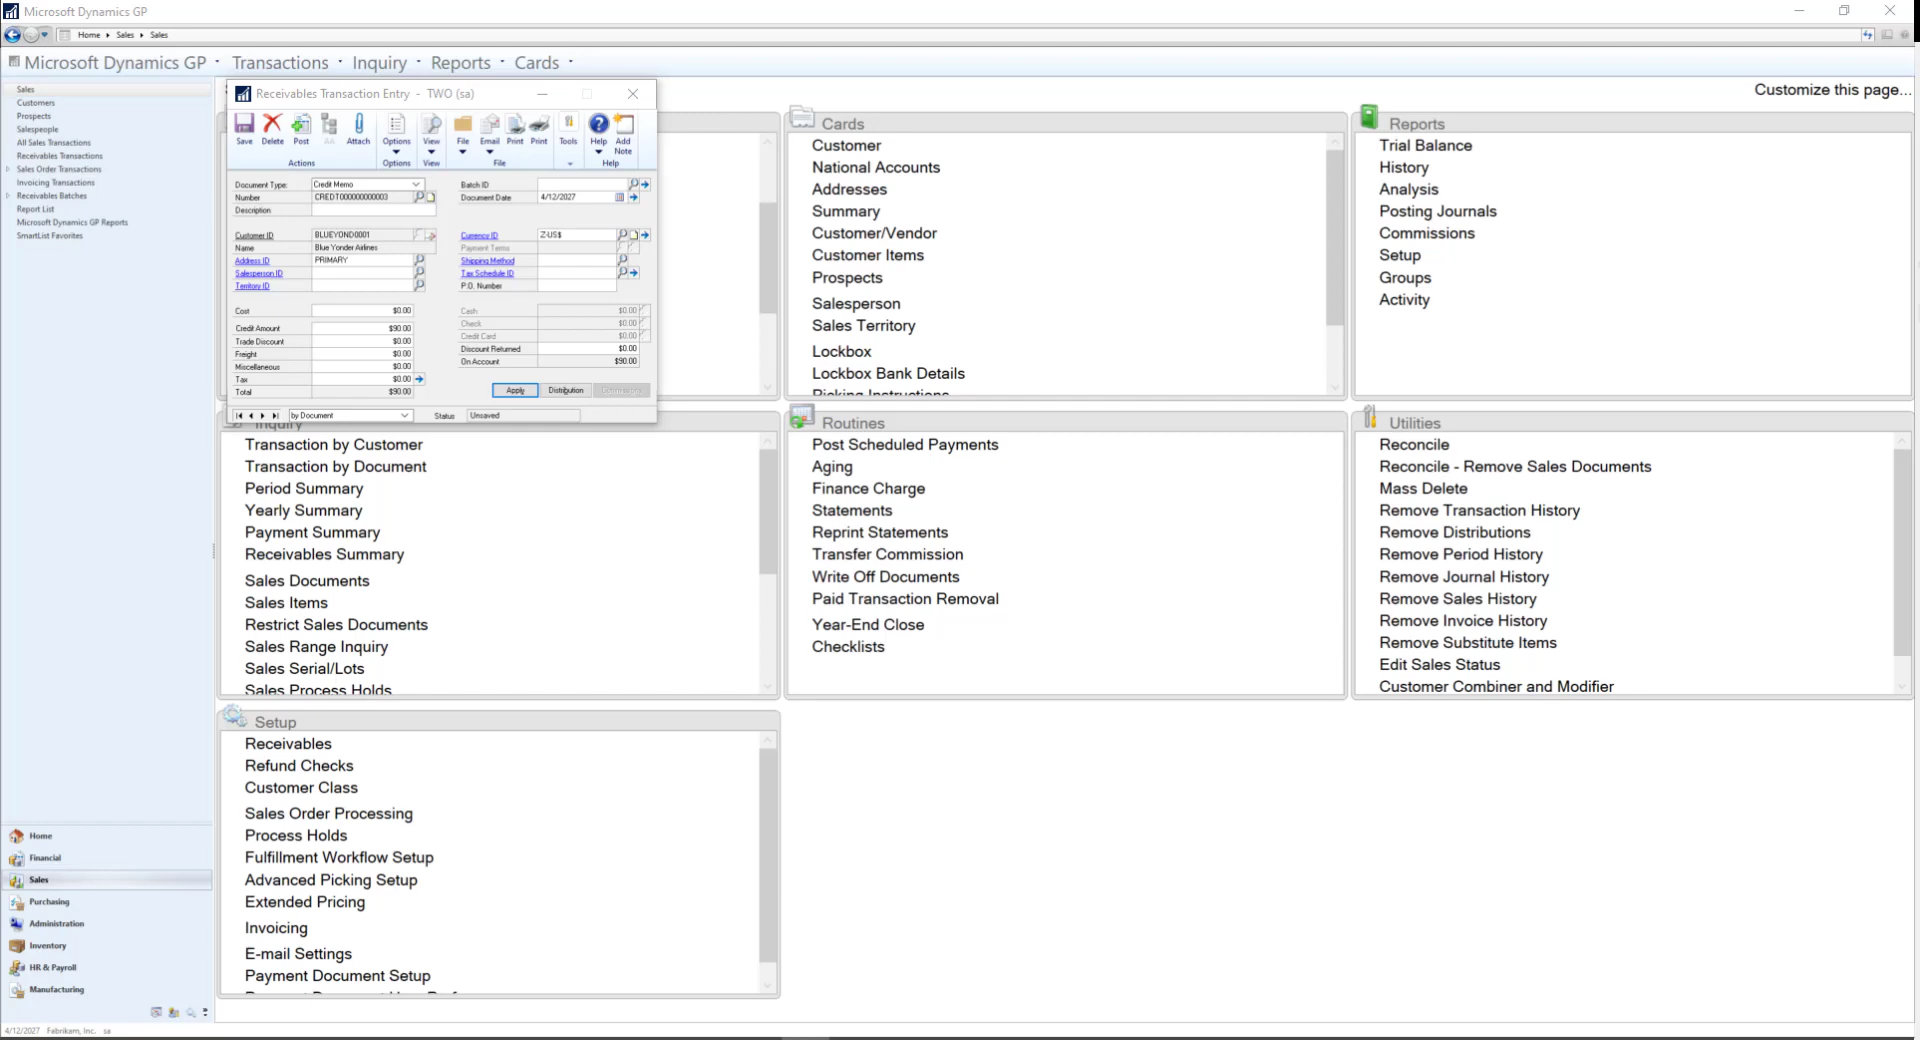 Microsoft Dynamics GP
Home Sales Sales
Microsoft Dynamics GP Transactions Inquiry Reports Cards
Customize this page...
Sales
Customers
Prospects
Salespeople
All Sales Transactions
Receivables Transactions
Sales Order Transactions
Invoicing Transactions
Receivables Batches
Report List
Microsoft Dynamics GP Reports
SmartList Favorites
Home
Financial
Sales
Purchasing
Administration
Inventory
HR & Payroll
Manufacturing
Receivables Transaction Entry - TWO (sa)
Save Delete Post AA Attach Options View File Email Print Print Tools Help Add Note
Actions Options View File Help
Document Type: Credit Memo
Number CREDT000000000003
Description
Batch ID
Document Date 4/12/2027
Customer ID BLUEYOND0001
Name Blue Yonder Airlines
Address ID PRIMARY
Salesperson ID
Territory ID
Currency ID Z-US$
Payment Terms
Shipping Method
Tax Schedule ID
P.O. Number
Cost $0.00
Credit Amount $90.00
Trade Discount $0.00
Freight $0.00
Miscellaneous $0.00
Tax $0.00
Total $90.00
Cash $0.00
Check $0.00
Credit Card $0.00
Discount Returned $0.00
On Account $90.00
Apply Distribution
by Document Status Unsaved
Cards
Customer
National Accounts
Addresses
Summary
Customer/Vendor
Customer Items
Prospects
Salesperson
Sales Territory
Lockbox
Lockbox Bank Details
Picking Instructions
Reports
Trial Balance
History
Analysis
Posting Journals
Commissions
Setup
Groups
Activity
Inquiry
Transaction by Customer
Transaction by Document
Period Summary
Yearly Summary
Payment Summary
Receivables Summary
Sales Documents
Sales Items
Restrict Sales Documents
Sales Range Inquiry
Sales Serial/Lots
Sales Process Holds
Routines
Post Scheduled Payments
Aging
Finance Charge
Statements
Reprint Statements
Transfer Commission
Write Off Documents
Paid Transaction Removal
Year-End Close
Checklists
Utilities
Reconcile
Reconcile - Remove Sales Documents
Mass Delete
Remove Transaction History
Remove Distributions
Remove Period History
Remove Journal History
Remove Sales History
Remove Invoice History
Remove Substitute Items
Edit Sales Status
Customer Combiner and Modifier
Setup
Receivables
Refund Checks
Customer Class
Sales Order Processing
Process Holds
Fulfillment Workflow Setup
Advanced Picking Setup
Extended Pricing
Invoicing
E-mail Settings
Payment Document Setup
4/12/2027 Fabrikam, Inc. sa